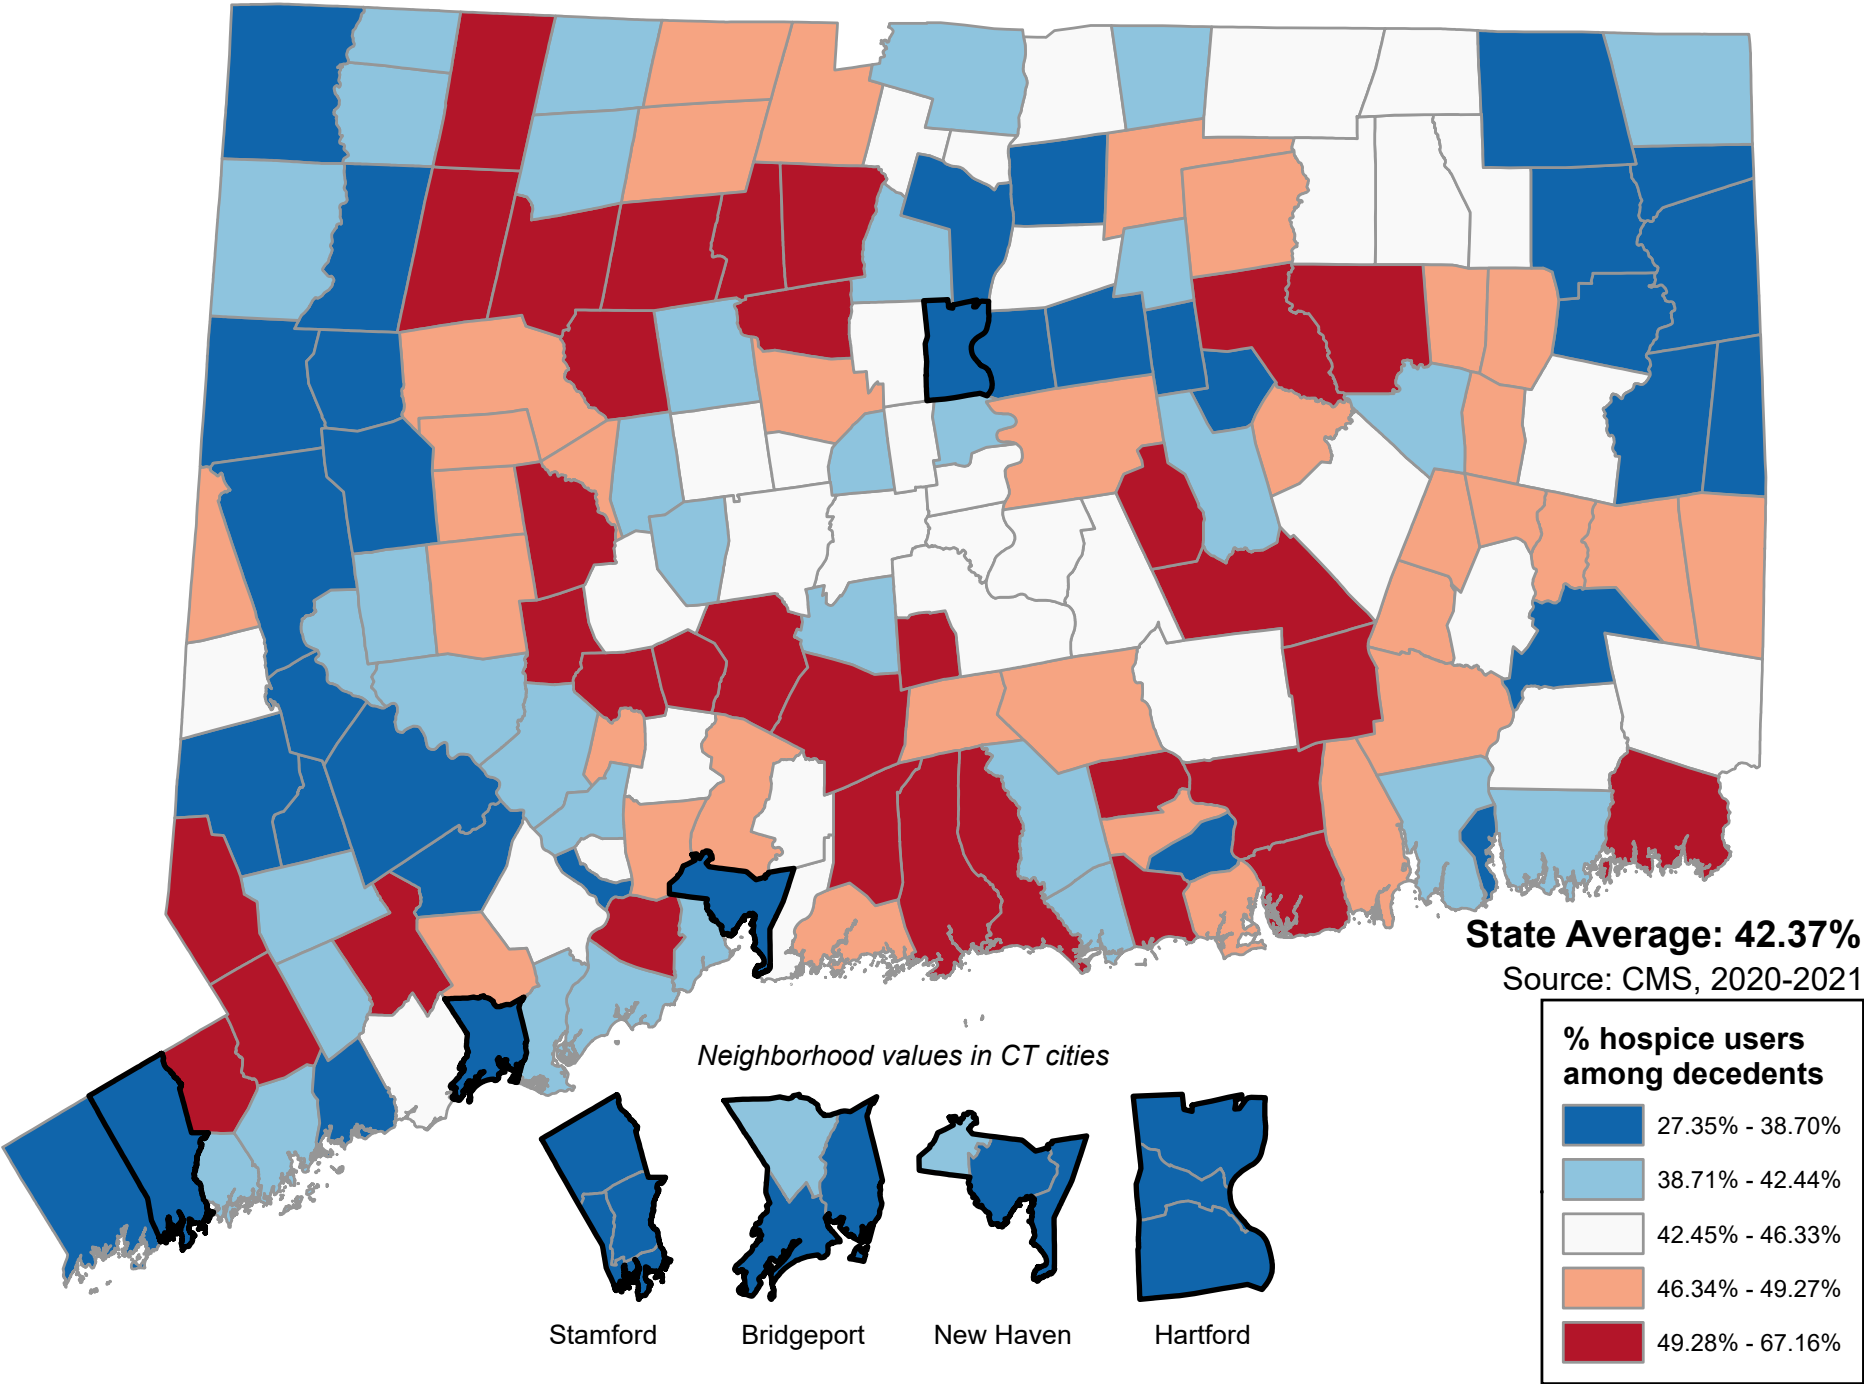 State Average: 42.37%
Source: CMS, 2020-2021
% hospice users
among decedents
27.35% - 38.70%
38.71% - 42.44%
42.45% - 46.33%
46.34% - 49.27%
49.28% - 67.16%
Neighborhood values in CT cities
Stamford
Bridgeport
New Haven
Hartford